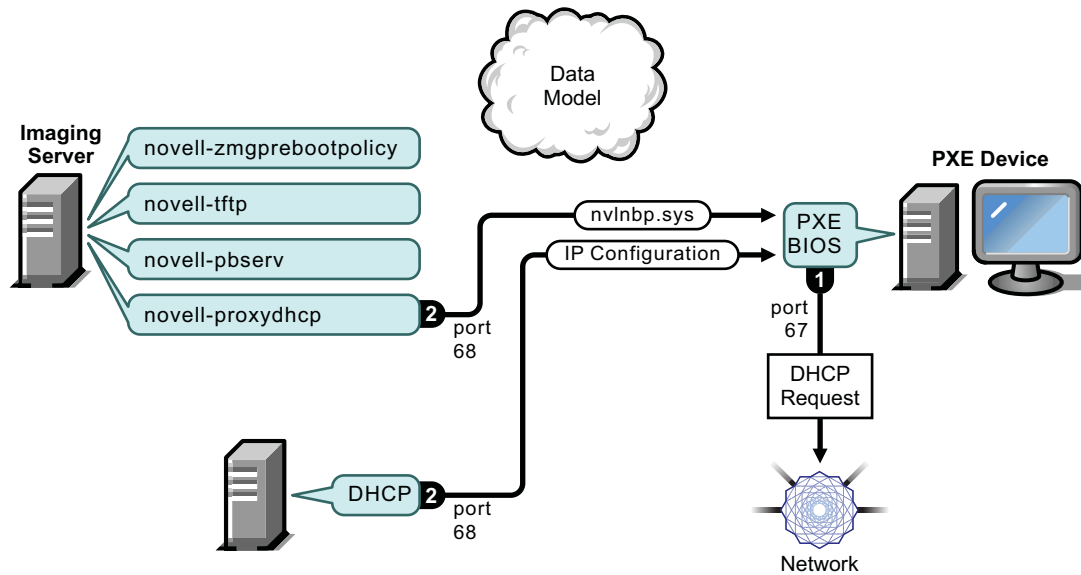 Data
Model
Imaging
Server
novell-zmgprebootpolicy
novell-tftp
novell-pbserv
novell-proxydhcp
2
port
68
nvlnbp.sys
IP Configuration
PXE
BIOS
1
PXE Device
port
67
DHCP
Request
Network
DHCP
2
port
68